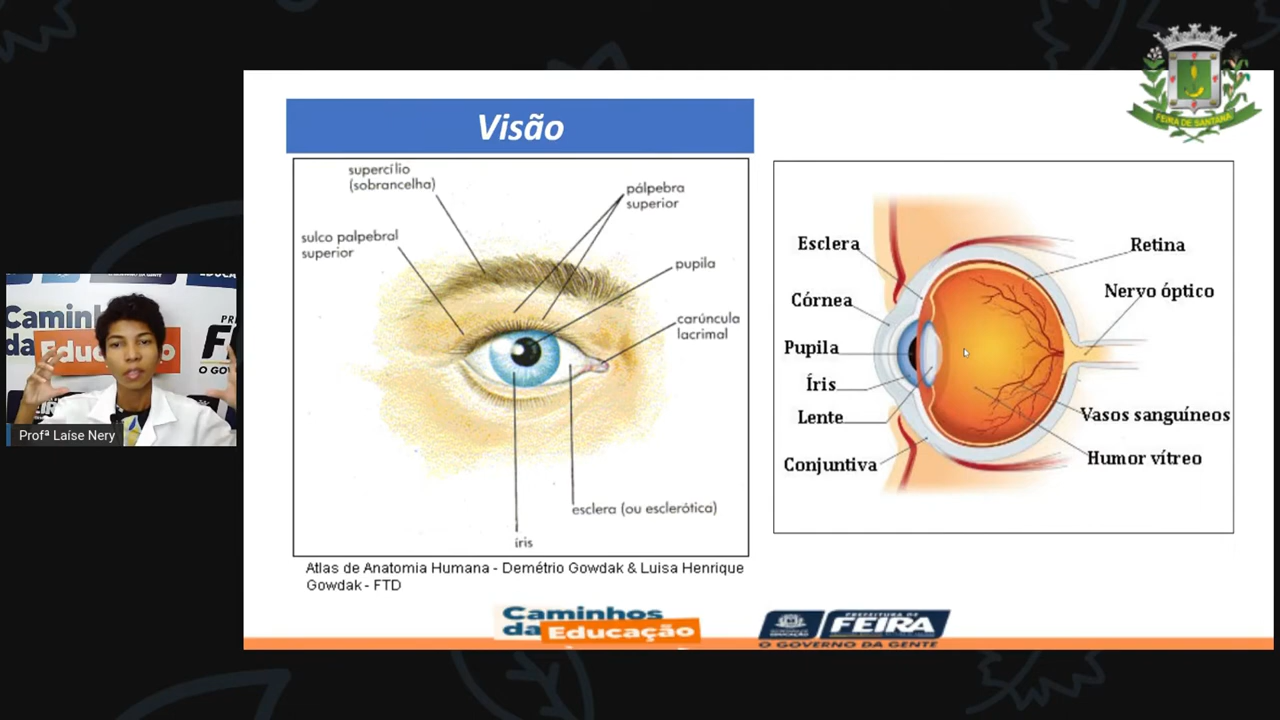 FEIRA DE SANTANA
Visão
supercílio
(sobrancelha)
pálpebra
superior
sulco palpebral
superior
pupila
carúncula
lacrimal
esclera (ou esclerótica)
íris
Atlas de Anatomia Humana - Demétrio Gowdak & Luisa Henrique
Gowdak - FTD
Esclera
Retina
Córnea
Nervo óptico
Pupila
Íris
Lente
Vasos sanguíneos
Conjuntiva
Humor vítreo
Caminhos
da Educação
PREFEITURA DE
FEIRA
O GOVERNO DA GENTE
Profª Laíse Nery